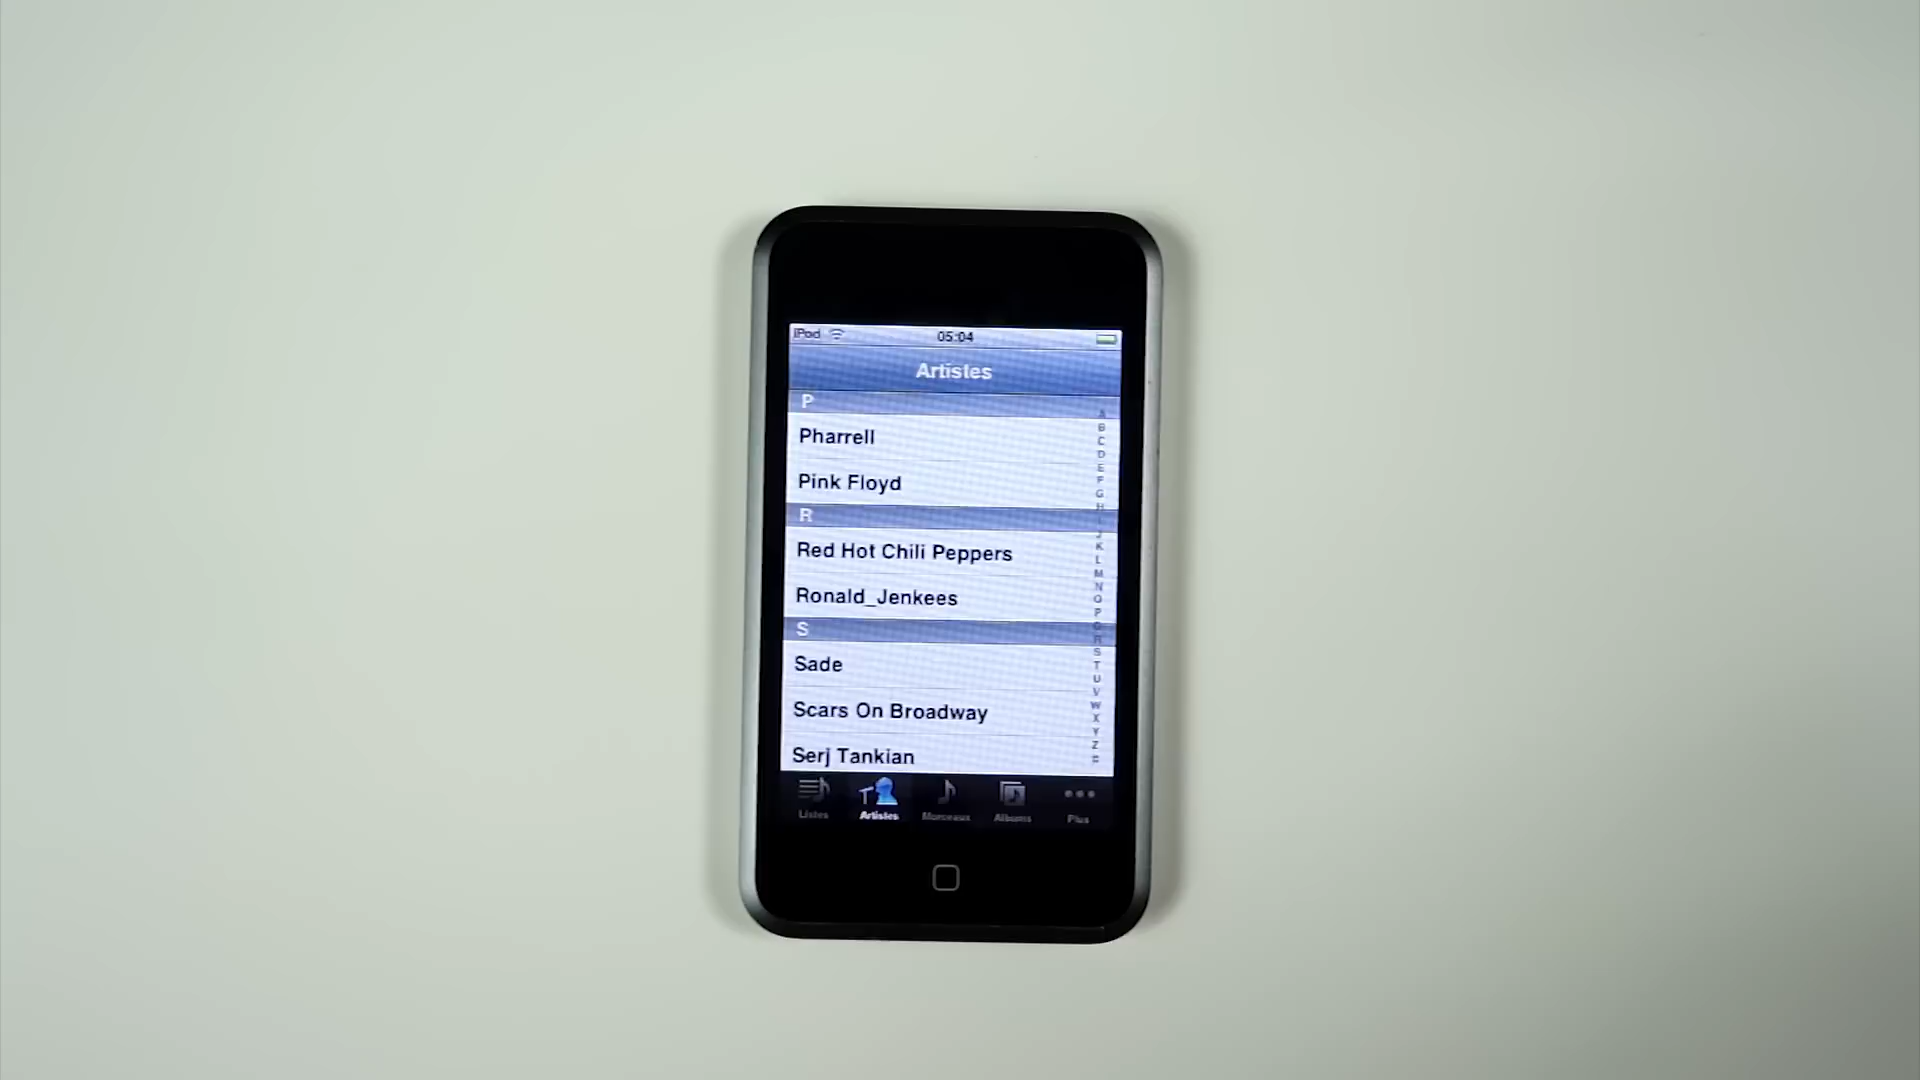 iPod 05:04
Artistes
P
Pharrell
Pink Floyd
R
Red Hot Chili Peppers
Ronald_Jenkees
S
Sade
Scars On Broadway
Serj Tankian
A
B
C
D
E
F
G
H
I
J
K
L
M
N
O
P
Q
R
S
T
U
V
W
X
Y
Z
#
Listes Artistes Morceaux Albums Plus